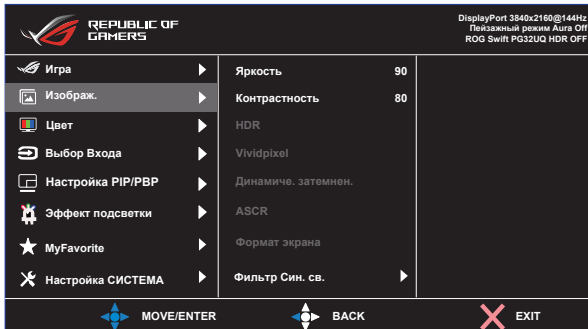 REPUBLIC OF
GAMERS
DisplayPort 3840x2160@144Hz
Пейзажный режим Aura Off
ROG Swift PG32UQ HDR OFF
Игра
Изображ.
Цвет
Выбор Входа
Настройка PIP/PBP
Эффект подсветки
MyFavorite
Настройка СИСТЕМА
Яркость 90
Контрастность 80
HDR
Vividpixel
Динамиче. затемнен.
ASCR
Формат экрана
Фильтр Син. св.
MOVE/ENTER BACK EXIT